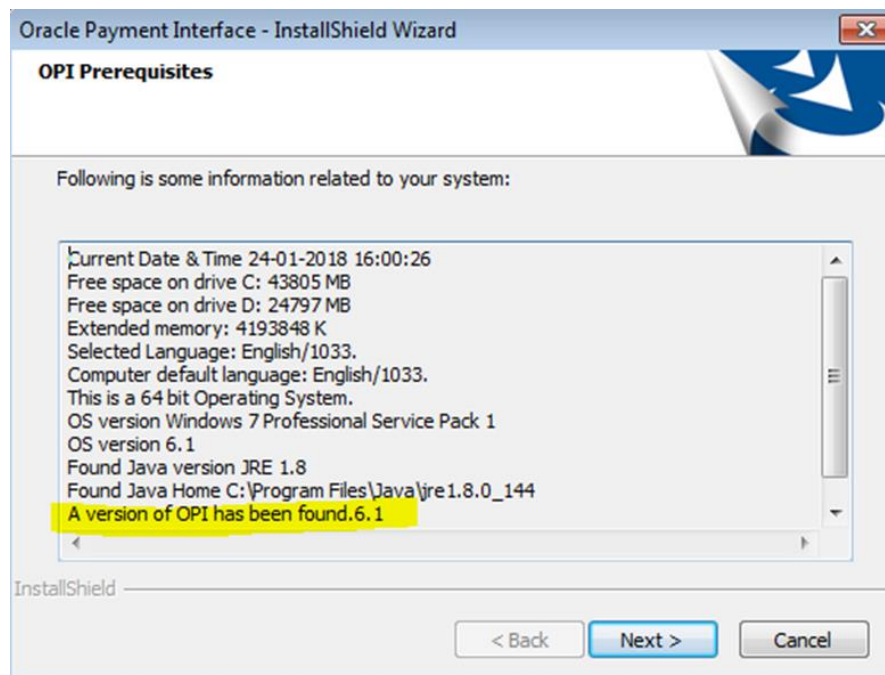 Oracle Payment Interface - InstallShield Wizard
OPI Prerequisites
Following is some information related to your system:
Current Date & Time 24-01-2018 16:00:26
Free space on drive C: 43805 MB
Free space on drive D: 24797 MB
Extended memory: 4193848 K
Selected Language: English/1033.
Computer default language: English/1033.
This is a 64 bit Operating System.
OS version Windows 7 Professional Service Pack 1
OS version 6.1
Found Java version JRE 1.8
Found Java Home C:\Program Files\Java\jre1.8.0_144
A version of OPI has been found.6.1
InstallShield
< Back Next > Cancel